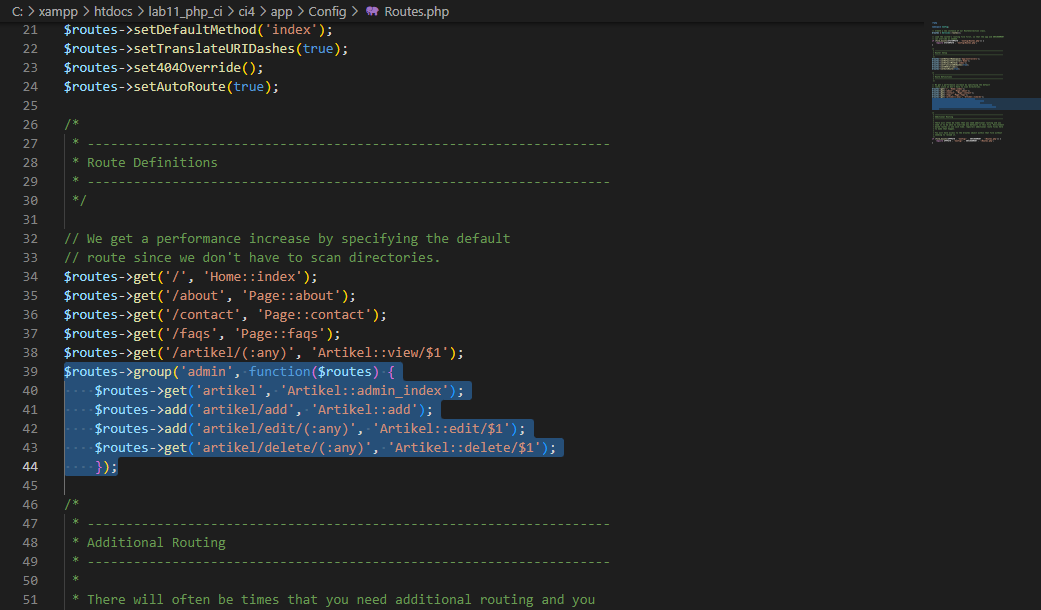 C: > xampp > htdocs > lab11_php_ci > ci4 > app > Config > Routes.php
21 $routes->setDefaultMethod('index');
22 $routes->setTranslateURIDashes(true);
23 $routes->set404Override();
24 $routes->setAutoRoute(true);
25
26 /*
27  * --------------------------------------------------------------------
28  * Route Definitions
29  * --------------------------------------------------------------------
30  */
31
32 // We get a performance increase by specifying the default
33 // route since we don't have to scan directories.
34 $routes->get('/', 'Home::index');
35 $routes->get('/about', 'Page::about');
36 $routes->get('/contact', 'Page::contact');
37 $routes->get('/faqs', 'Page::faqs');
38 $routes->get('/artikel/(:any)', 'Artikel::view/$1');
39 $routes->group('admin', function($routes) {
40     $routes->get('artikel', 'Artikel::admin_index');
41     $routes->add('artikel/add', 'Artikel::add');
42     $routes->add('artikel/edit/(:any)', 'Artikel::edit/$1');
43     $routes->get('artikel/delete/(:any)', 'Artikel::delete/$1');
44     });
45
46 /*
47  * --------------------------------------------------------------------
48  * Additional Routing
49  * --------------------------------------------------------------------
50  *
51  * There will often be times that you need additional routing and you